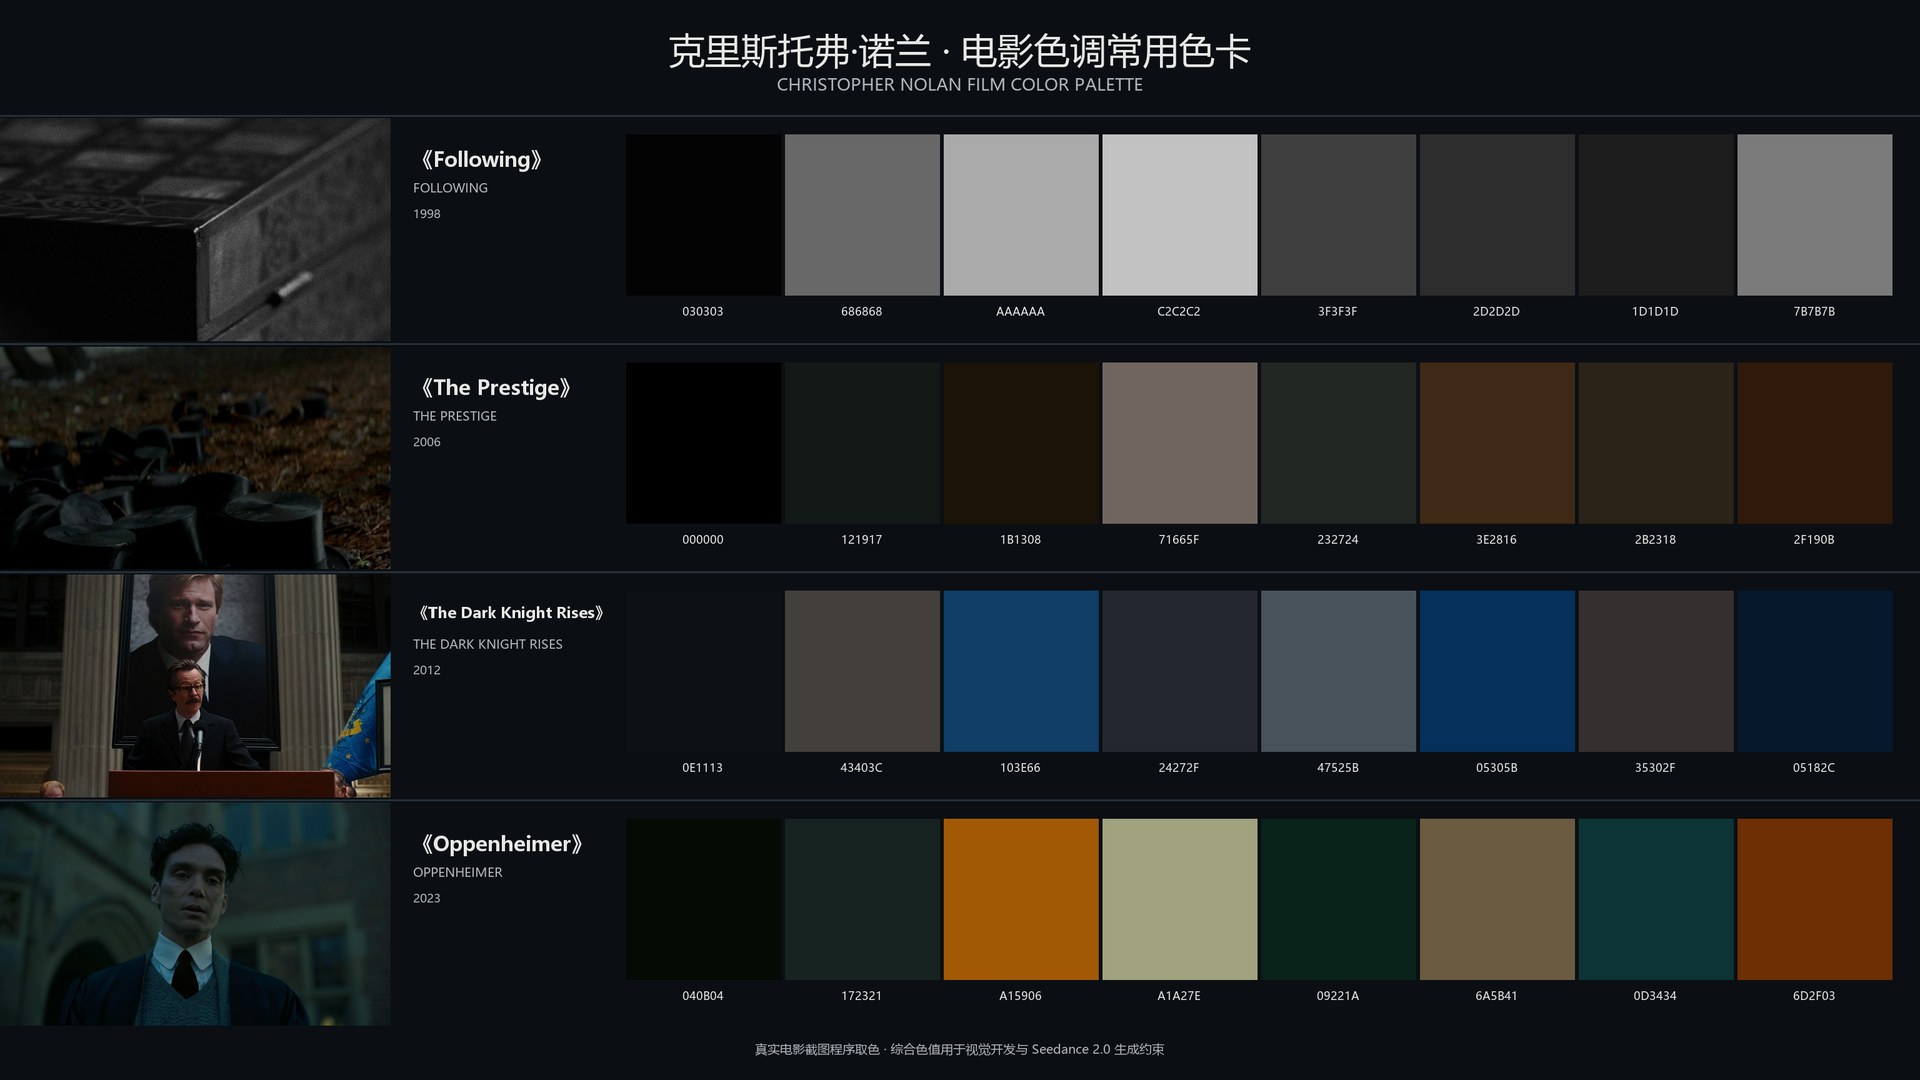 克里斯托弗·诺兰 · 电影色调常用色卡
CHRISTOPHER NOLAN FILM COLOR PALETTE
《Following》
FOLLOWING
1998
030303 686868 AAAAAA C2C2C2 3F3F3F 2D2D2D 1D1D1D 7B7B7B
《The Prestige》
THE PRESTIGE
2006
000000 121917 1B1308 71665F 232724 3E2816 2B2318 2F190B
《The Dark Knight Rises》
THE DARK KNIGHT RISES
2012
0E1113 43403C 103E66 24272F 47525B 05305B 35302F 05182C
《Oppenheimer》
OPPENHEIMER
2023
040B04 172321 A15906 A1A27E 09221A 6A5B41 0D3434 6D2F03
真实电影截图程序取色 · 综合色值用于视觉开发与 Seedance 2.0 生成约束